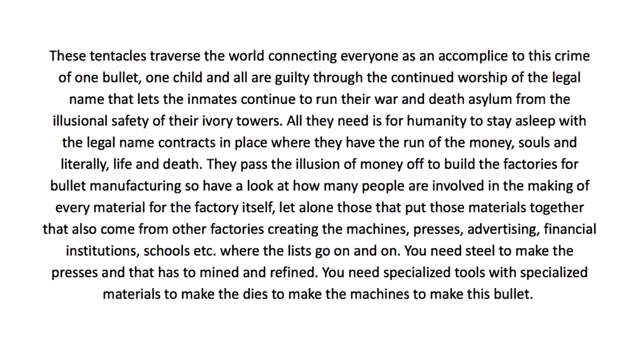 These tentacles traverse the world connecting everyone as an accomplice to this crime
of one bullet, one child and all are guilty through the continued worship of the legal
name that lets the inmates continue to run their war and death asylum from the
illusional safety of their ivory towers. All they need is for humanity to stay asleep with
the legal name contracts in place where they have the run of the money, souls and
literally, life and death. They pass the illusion of money off to build the factories for
bullet manufacturing so have a look at how many people are involved in the making of
every material for the factory itself, let alone those that put those materials together
that also come from other factories creating the machines, presses, advertising, financial
institutions, schools etc. where the lists go on and on. You need steel to make the
presses and that has to mined and refined. You need specialized tools with specialized
materials to make the dies to make the machines to make this bullet.